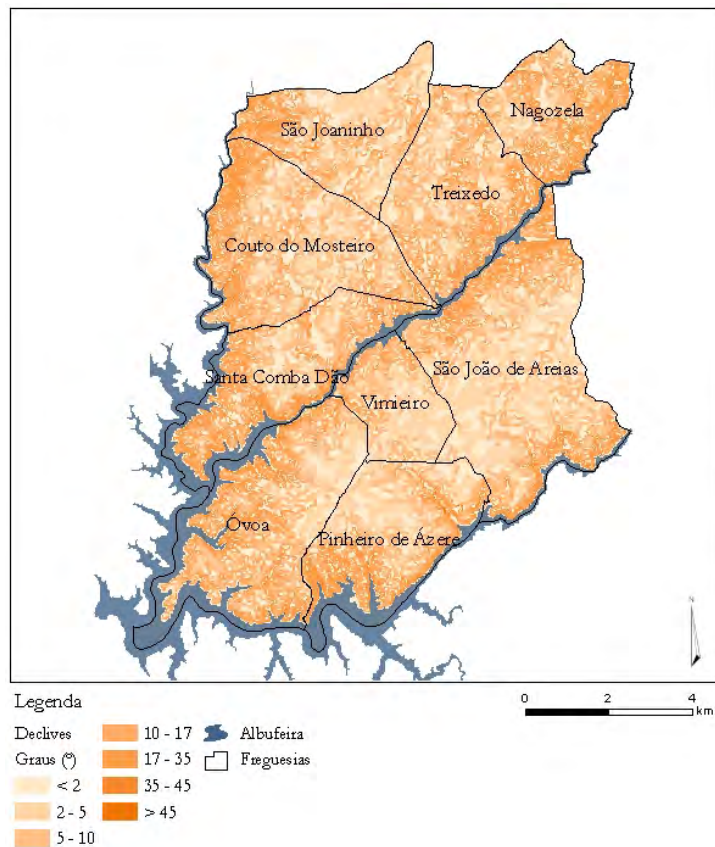 Nagozela
São Joaninho
Treixedo
Couto do Mosteiro
São João de Areias
Santa Comba Dão
Vimieiro
Óvoa
Pinheiro de Ázere
N
0 2 4
km
Legenda
Declives
Graus (º)
< 2
2 - 5
5 - 10
10 - 17
17 - 35
35 - 45
> 45
Albufeira
Freguesias